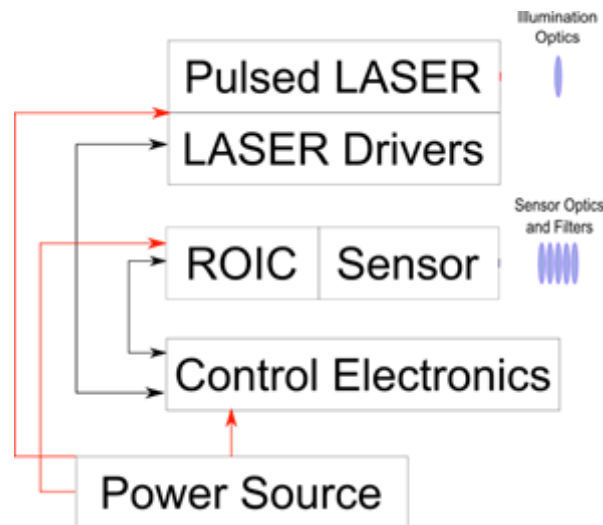 Illumination
Optics
Pulsed LASER
LASER Drivers
Sensor Optics
and Filters
ROIC
Sensor
Control Electronics
Power Source